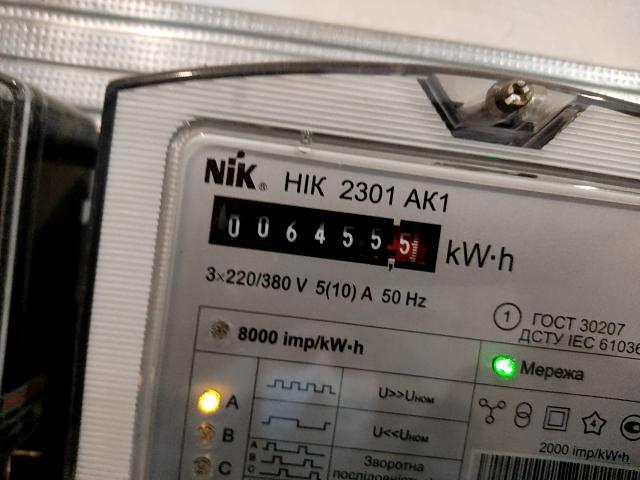 NiK® НІК 2301 АК1
0 0 6 4 5 5,5 kW·h
3×220/380 V 5(10) A 50 Hz
1 ГОСТ 30207
ДСТУ IEC 61036
8000 imp/kW·h
Мережа
A
U>>Uном
B
U<<Uном
C
A
B
C
Зворотна
4
2000 imp/kW·h